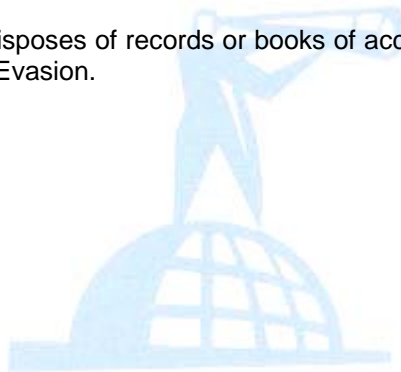 isposes of records or books of acc
Evasion.